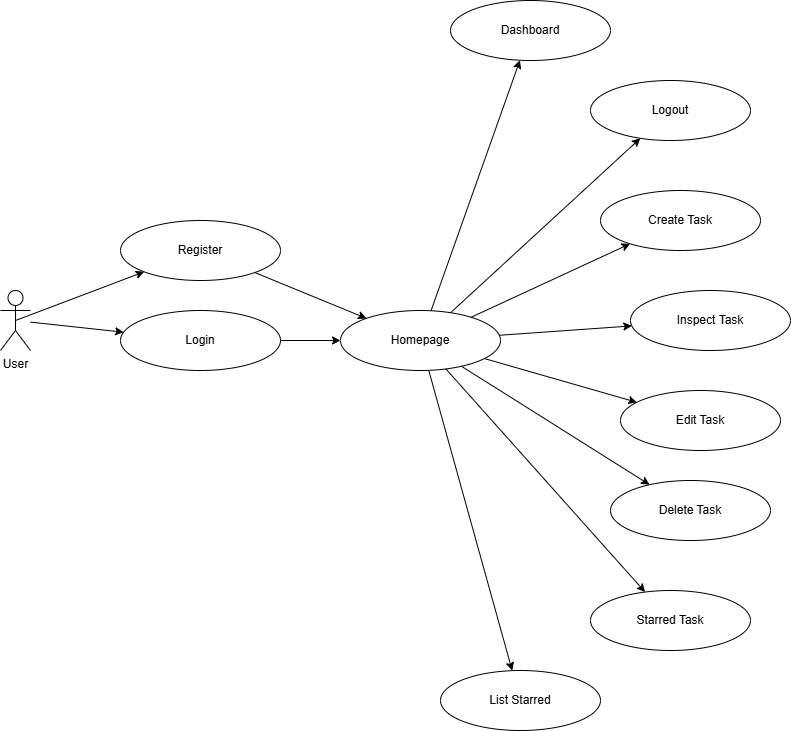 Dashboard
Logout
Create Task
Register
Inspect Task
Login
Homepage
User
Edit Task
Delete Task
Starred Task
List Starred